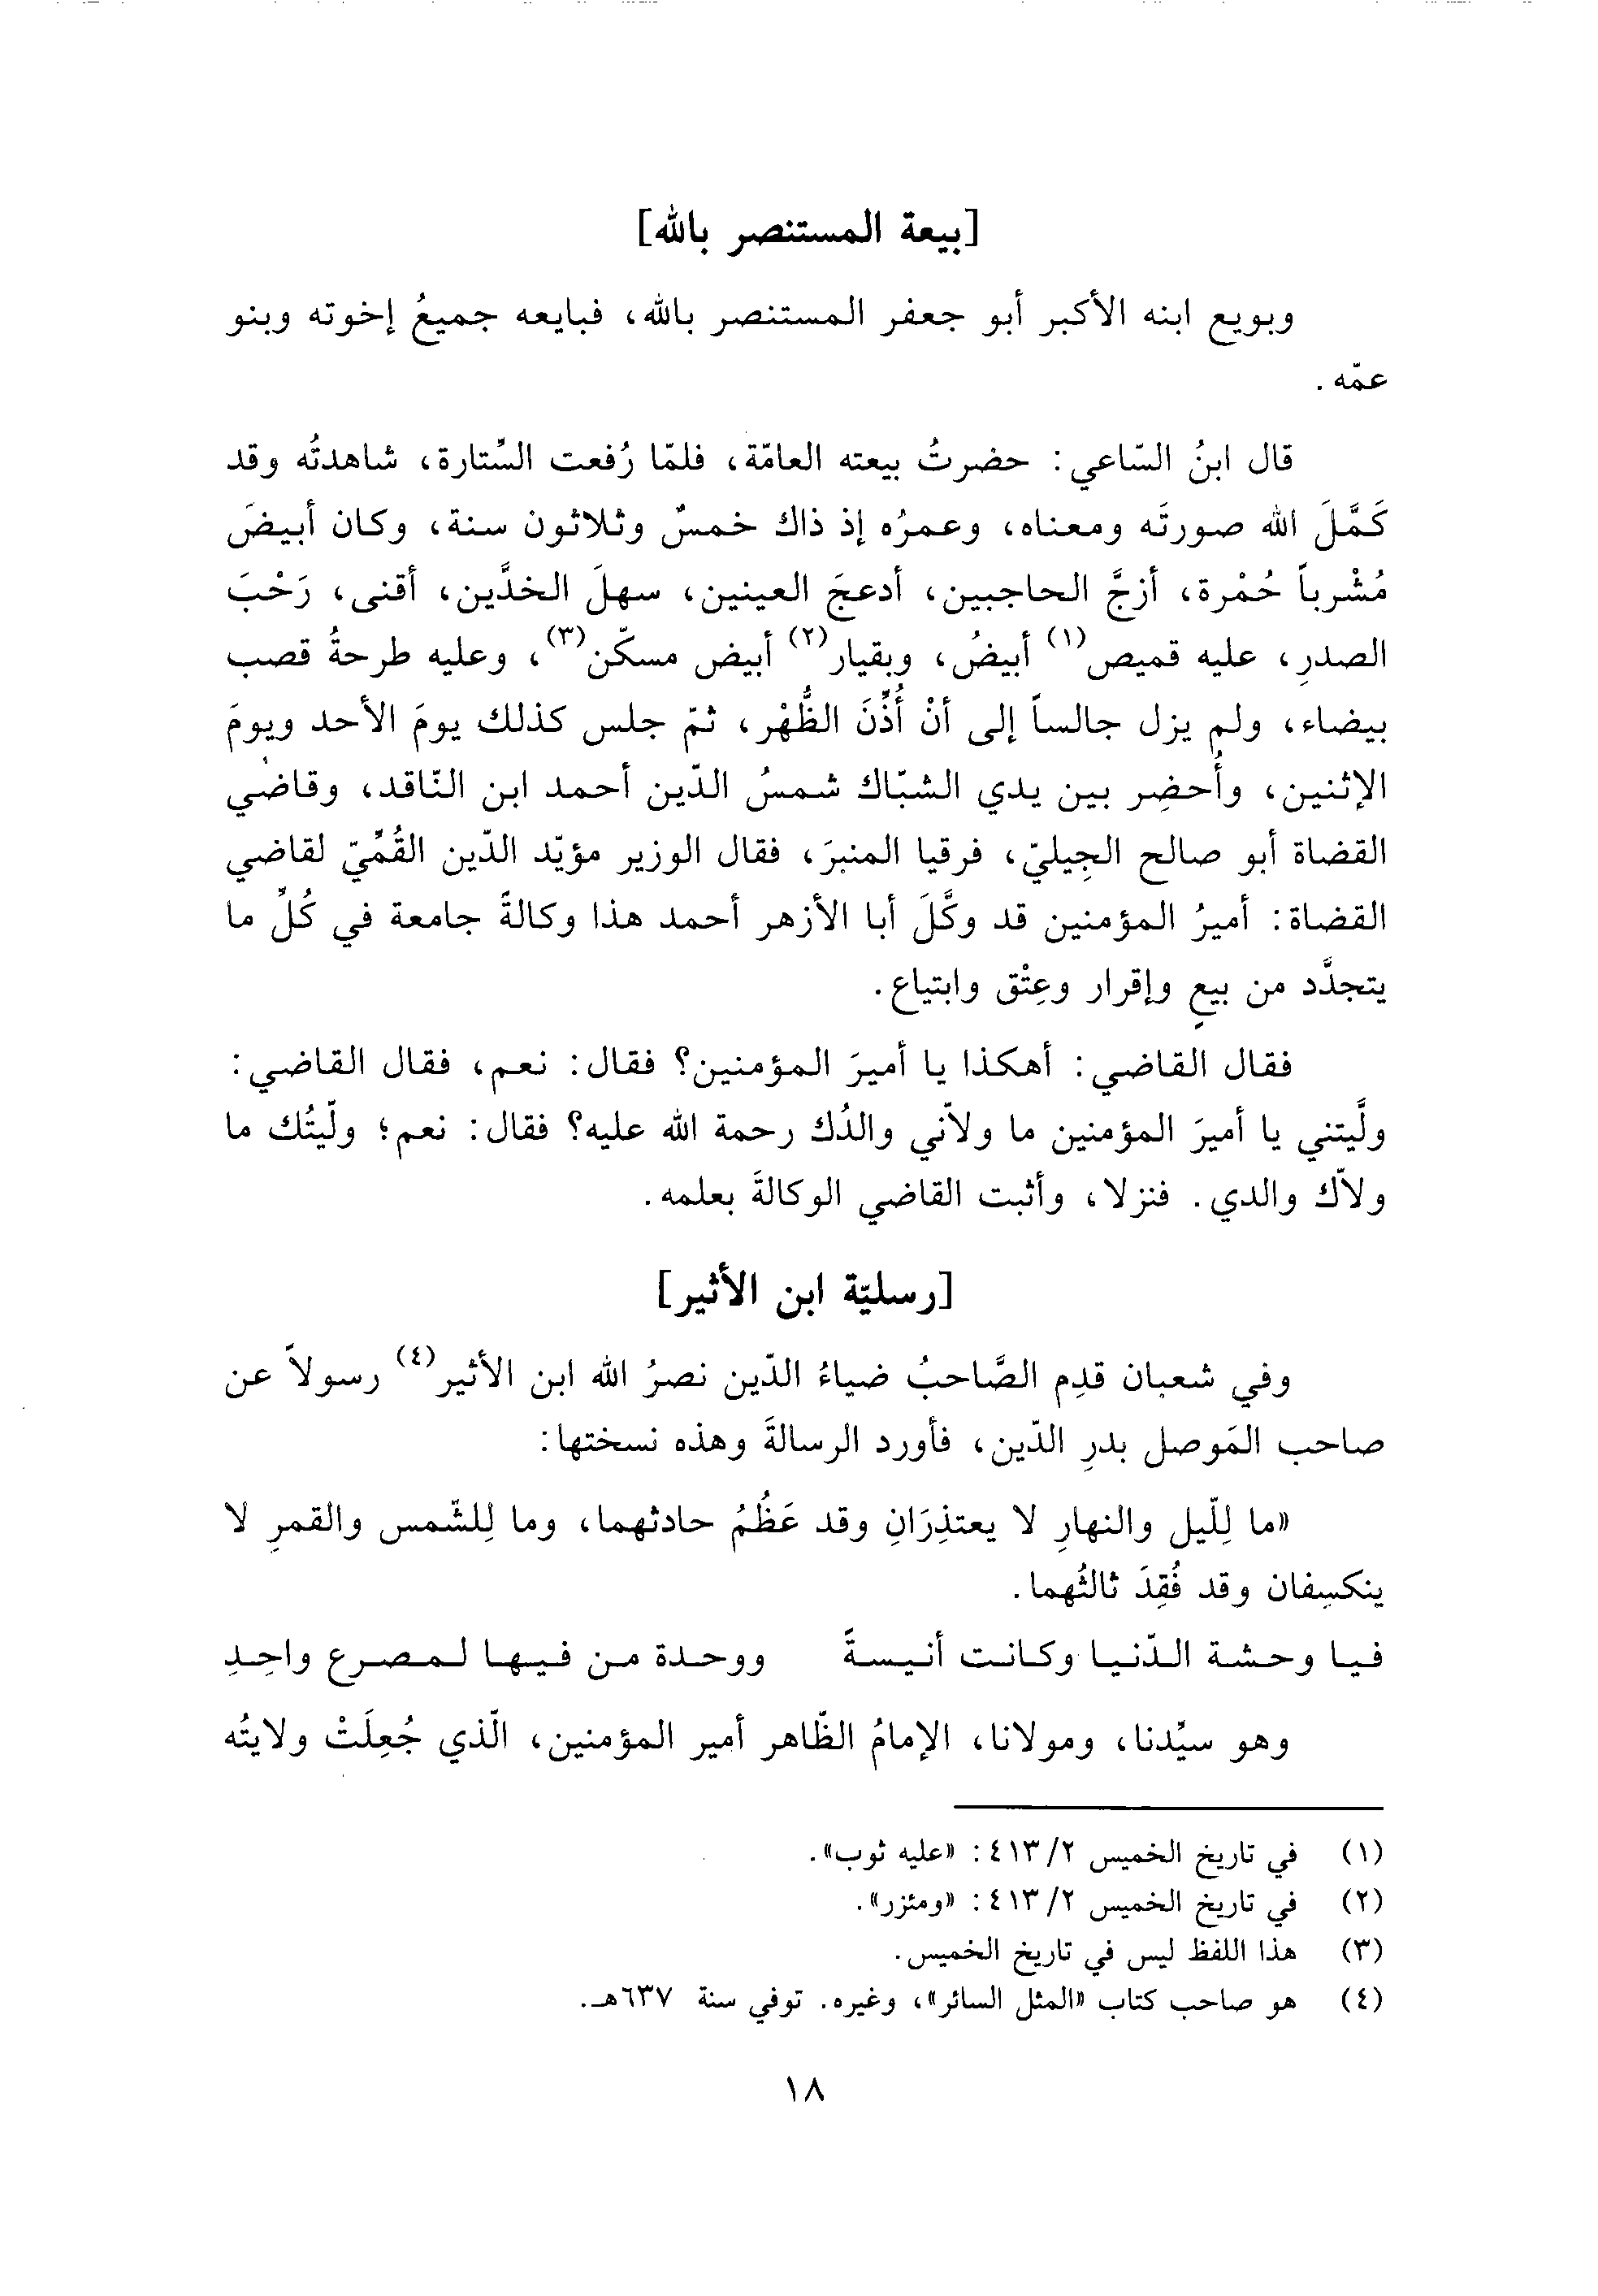 [بيعة المستنصر بالله]
وبويع ابنه الأكبر أبو جعفر المستنصر بالله، فبايعه جميعُ إخوته وبنو
عمّه.
قال ابنُ السّاعي: حضرتُ بيعته العامّة، فلمّا رُفعت السِّتارة، شاهدتُه وقد
كَمَّلَ الله صورتَه ومعناه، وعمرُه إذ ذاك خمسٌ وثلاثون سنة، وكان أبيضَ
مُشْرباً حُمْرة، أزجَّ الحاجبين، أدعجَ العينين، سهلَ الخدَّين، أقنى، رَحْبَ
الصدرِ، عليه قميص(١) أبيضُ، وبقيار(٢) أبيض مسكّن(٣)، وعليه طرحةُ قصب
بيضاء، ولم يزل جالساً إلى أنْ أُذِّنَ الظُّهْر، ثمّ جلس كذلك يومَ الأحد ويومَ
الإثنين، وأُحضِر بين يدي الشبّاك شمسُ الدّين أحمد ابن النّاقد، وقاضي
القضاة أبو صالح الجِيليّ، فرقيا المنبرَ، فقال الوزير مؤيّد الدّين القُمِّيّ لقاضي
القضاة: أميرُ المؤمنين قد وكَّلَ أبا الأزهر أحمد هذا وكالةً جامعة في كُلِّ ما
يتجدَّد من بيعٍ وإقرار وعِتْق وابتياع.
فقال القاضي: أهكذا يا أميرَ المؤمنين؟ فقال: نعم، فقال القاضي:
ولَّيتني يا أميرَ المؤمنين ما ولاّني والدُك رحمة الله عليه؟ فقال: نعم؛ ولّيتُك ما
ولاّك والدي. فنزلا، وأثبت القاضي الوكالةَ بعلمه.
[رسليّة ابن الأثير]
وفي شعبان قدِم الصَّاحبُ ضياءُ الدّين نصرُ الله ابن الأثير(٤) رسولاً عن
صاحب المَوصل بدرِ الدّين، فأورد الرسالةَ وهذه نسختها:
«ما لِلّيل والنهارِ لا يعتذِرَانِ وقد عَظُمُ حادثهما، وما لِلشّمس والقمرِ لا
ينكسِفان وقد فُقِدَ ثالثُهما.
فيا وحشة الدّنيا وكانت أنيسةً    ووحدة من فيها لمصرع واحِدِ
وهو سيِّدنا، ومولانا، الإمامُ الظّاهر أمير المؤمنين، الّذي جُعِلَتْ ولايتُه
(١) في تاريخ الخميس ٤١٣/٢: «عليه ثوب».
(٢) في تاريخ الخميس ٤١٣/٢: «ومئزر».
(٣) هذا اللفظ ليس في تاريخ الخميس.
(٤) هو صاحب كتاب «المثل السائر»، وغيره. توفي سنة ٦٣٧هـ.
١٨